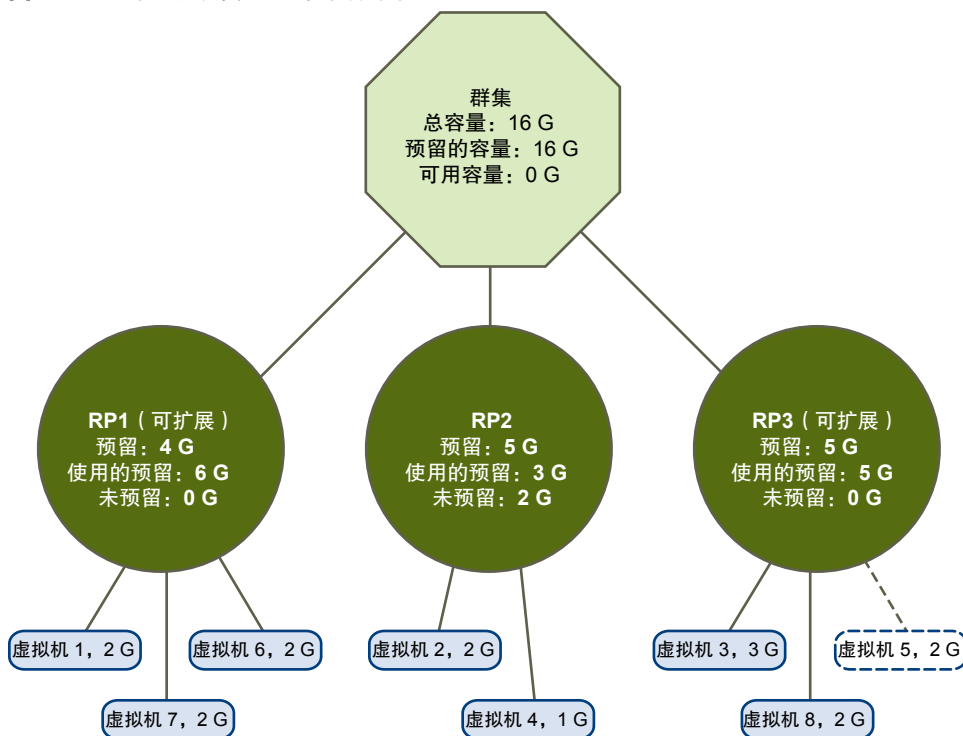 群集
总容量：16 G
预留的容量：16 G
可用容量：0 G
RP1（可扩展）
预留：4 G
使用的预留：6 G
未预留：0 G
RP2
预留：5 G
使用的预留：3 G
未预留：2 G
RP3（可扩展）
预留：5 G
使用的预留：5 G
未预留：0 G
虚拟机 1，2 G
虚拟机 6，2 G
虚拟机 7，2 G
虚拟机 2，2 G
虚拟机 4，1 G
虚拟机 3，3 G
虚拟机 5，2 G
虚拟机 8，2 G